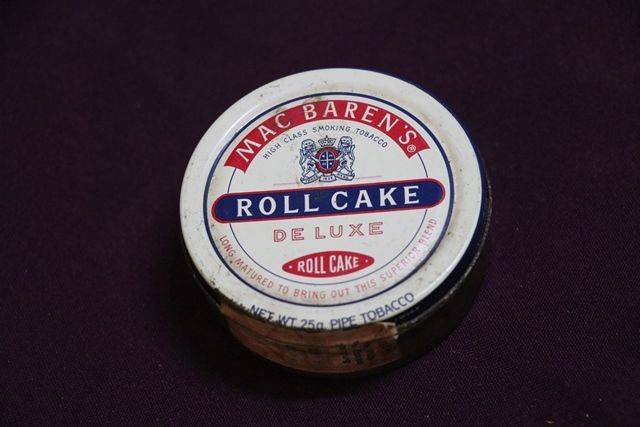 MAC BAREN'S®
HIGH CLASS SMOKING TOBACCO
ROLL CAKE
DE LUXE
ROLL CAKE
LONG MATURED TO BRING OUT THIS SUPERIOR BLEND
NET WT. 25g. PIPE TOBACCO